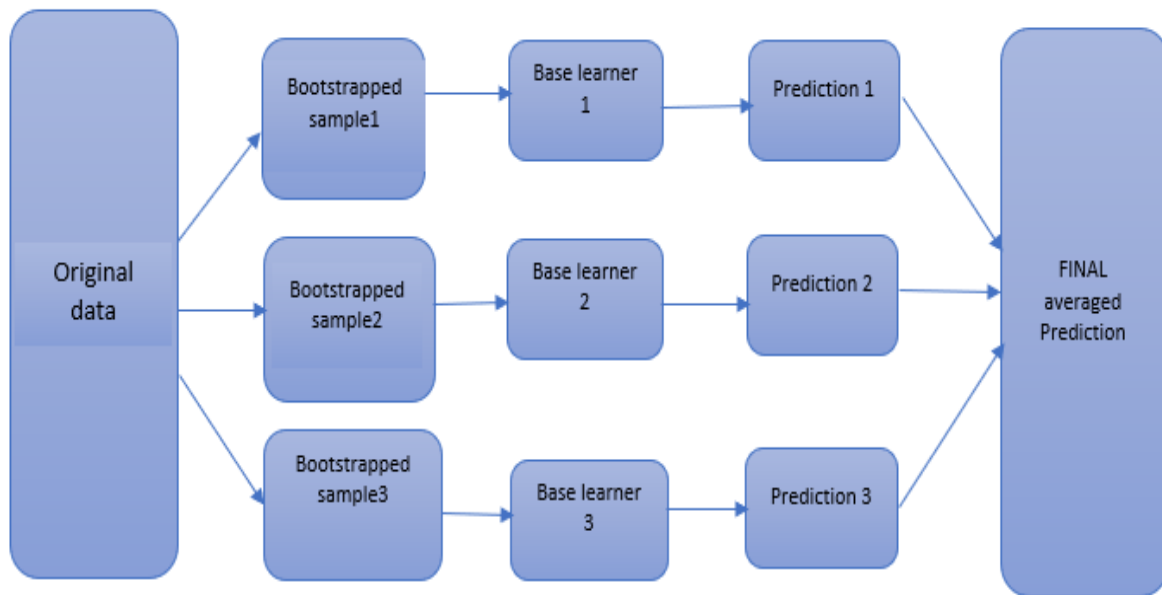 Original
data
Bootstrapped
sample1
Base learner
1
Prediction 1
Bootstrapped
sample2
Base learner
2
Prediction 2
Bootstrapped
sample3
Base learner
3
Prediction 3
FINAL
averaged
Prediction